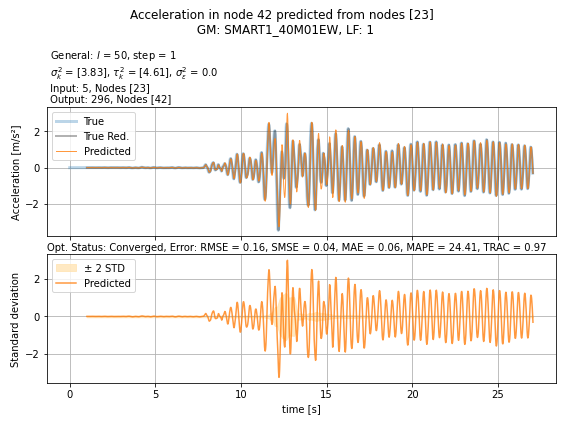 Acceleration in node 42 predicted from nodes [23]
GM: SMART1_40M01EW, LF: 1
General: l = 50, step = 1
σ²ₖ = [3.83], τ²ₖ = [4.61], σ²ε = 0.0
Input: 5, Nodes [23]
Output: 296, Nodes [42]
True
True Red.
Predicted
Acceleration [m/s²]
2
0
−2
Opt. Status: Converged, Error: RMSE = 0.16, SMSE = 0.04, MAE = 0.06, MAPE = 24.41, TRAC = 0.97
± 2 STD
Predicted
Standard deviation
2
0
−2
0 5 10 15 20 25
time [s]